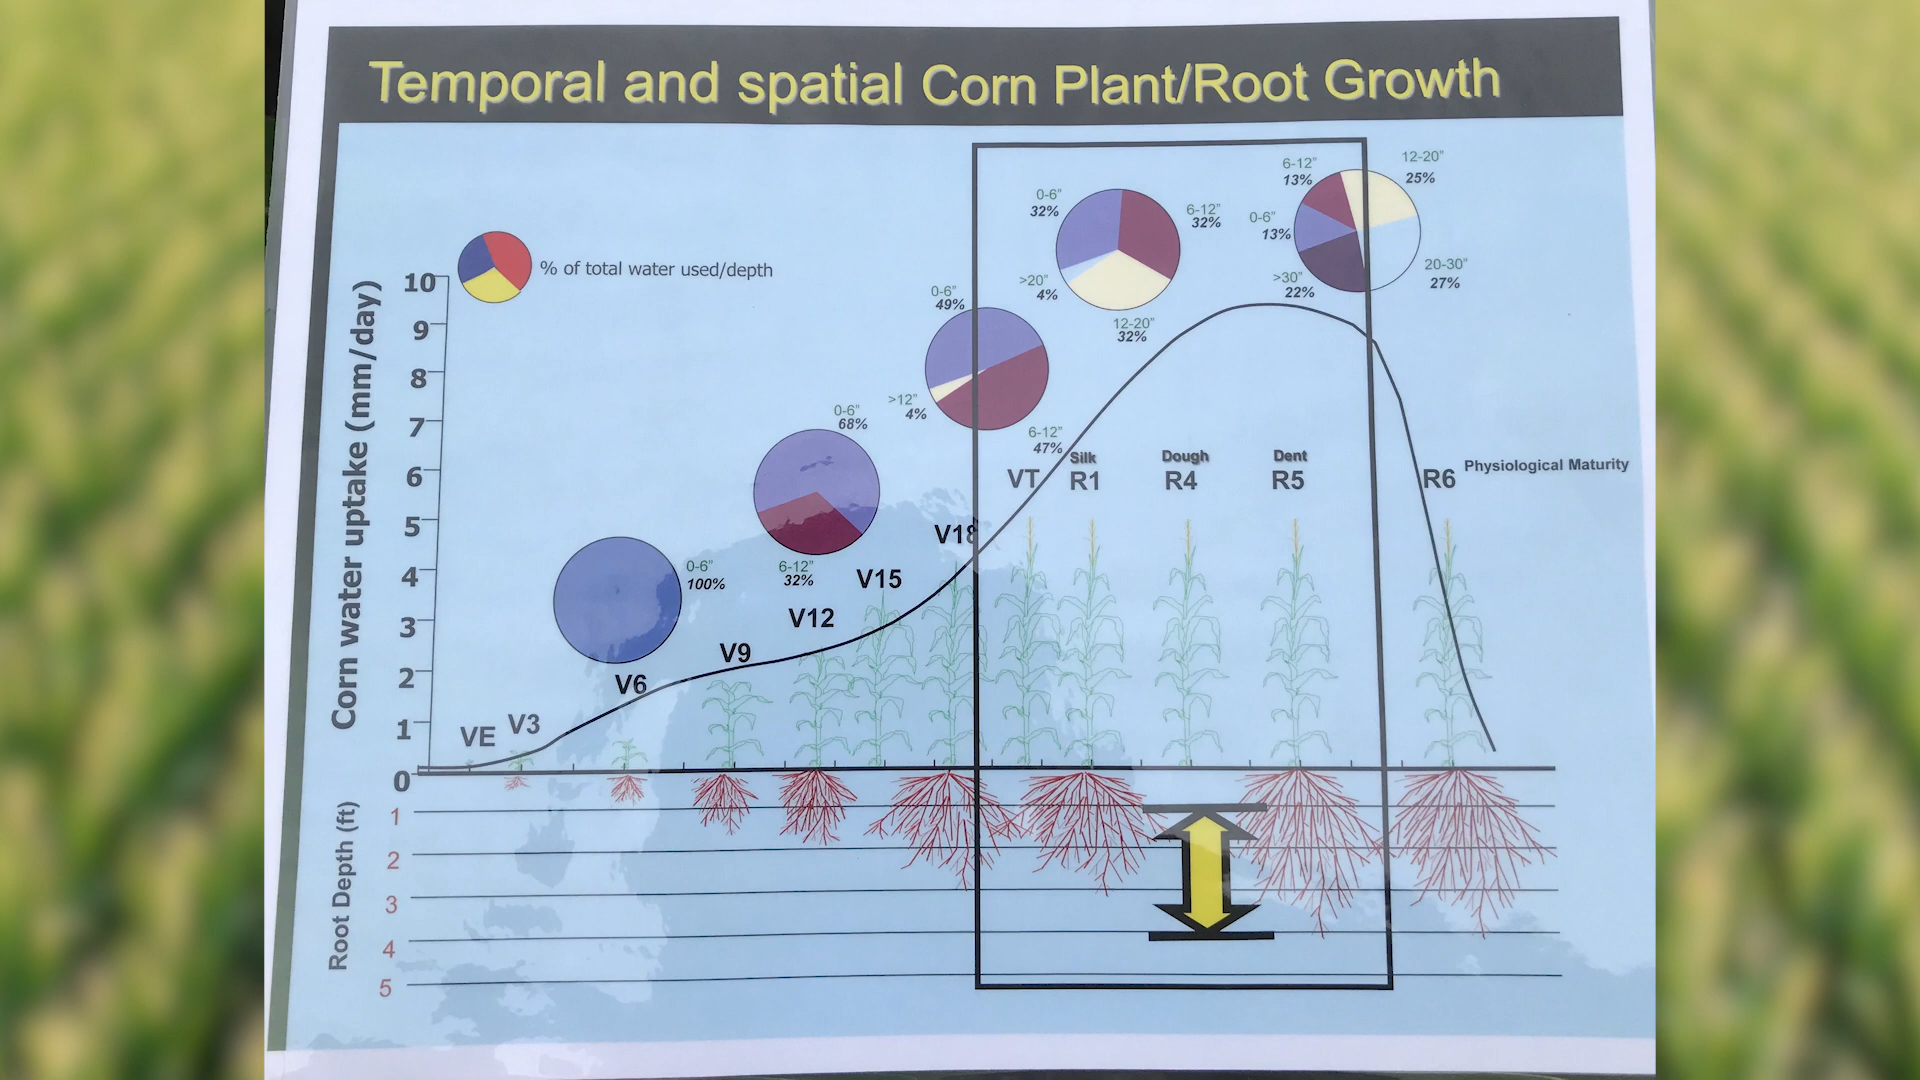 Temporal and spatial Corn Plant/Root Growth
% of total water used/depth
Corn water uptake (mm/day)
10
9
8
7
6
5
4
3
2
1
0
Root Depth (ft)
1
2
3
4
5
0-6"
100%
0-6"
68%
6-12"
32%
0-6"
49%
>12"
4%
6-12"
47%
0-6"
32%
6-12"
32%
>20"
4%
12-20"
32%
6-12"
13%
12-20"
25%
0-6"
13%
20-30"
27%
>30"
22%
VE
V3
V6
V9
V12
V15
V18
VT
Silk
R1
Dough
R4
Dent
R5
R6
Physiological Maturity